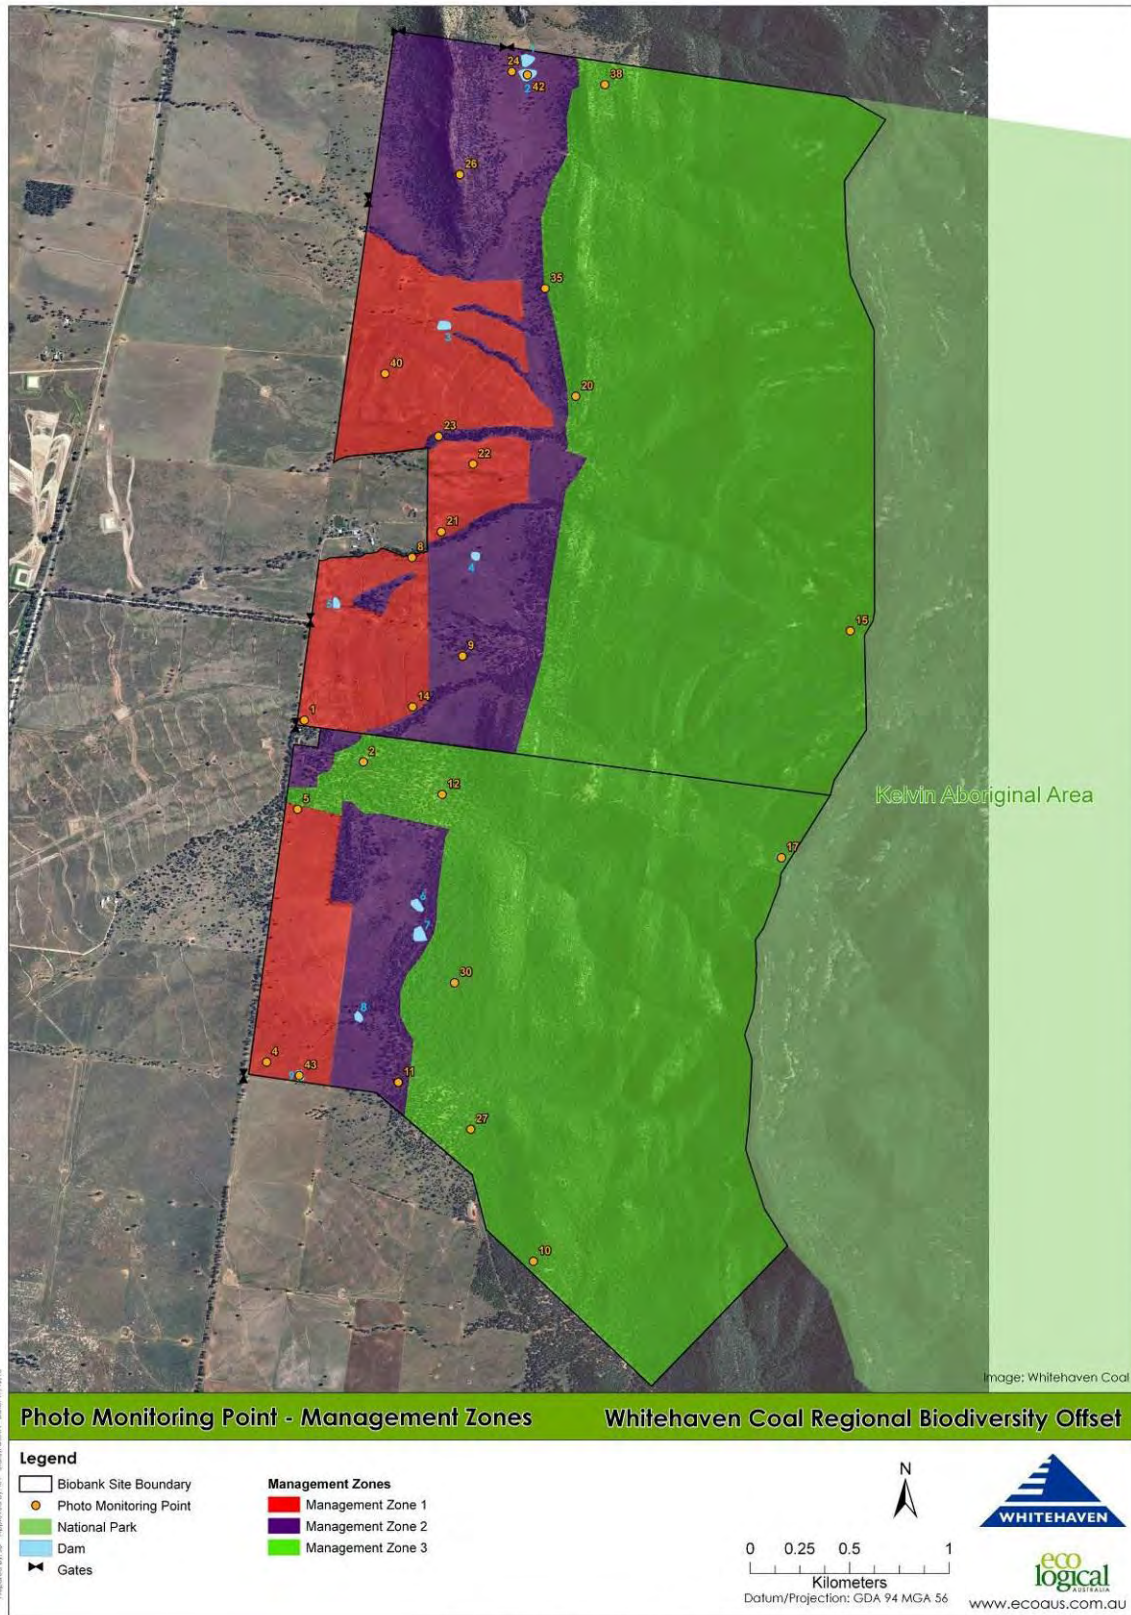 1
24
2
42
38
26
35
3
40
20
23
22
21
8
4
5
15
9
14
1
2
12
5
Kelvin Aboriginal Area
17
6
7
30
8
4
43
9
11
27
10
Image: Whitehaven Coal
Photo Monitoring Point - Management Zones
Whitehaven Coal Regional Biodiversity Offset
Legend
Biobank Site Boundary
Photo Monitoring Point
National Park
Dam
Gates
Management Zones
Management Zone 1
Management Zone 2
Management Zone 3
N
0 0.25 0.5 1
Kilometers
Datum/Projection: GDA 94 MGA 56
WHITEHAVEN
eco
logical
AUSTRALIA
www.ecoaus.com.au